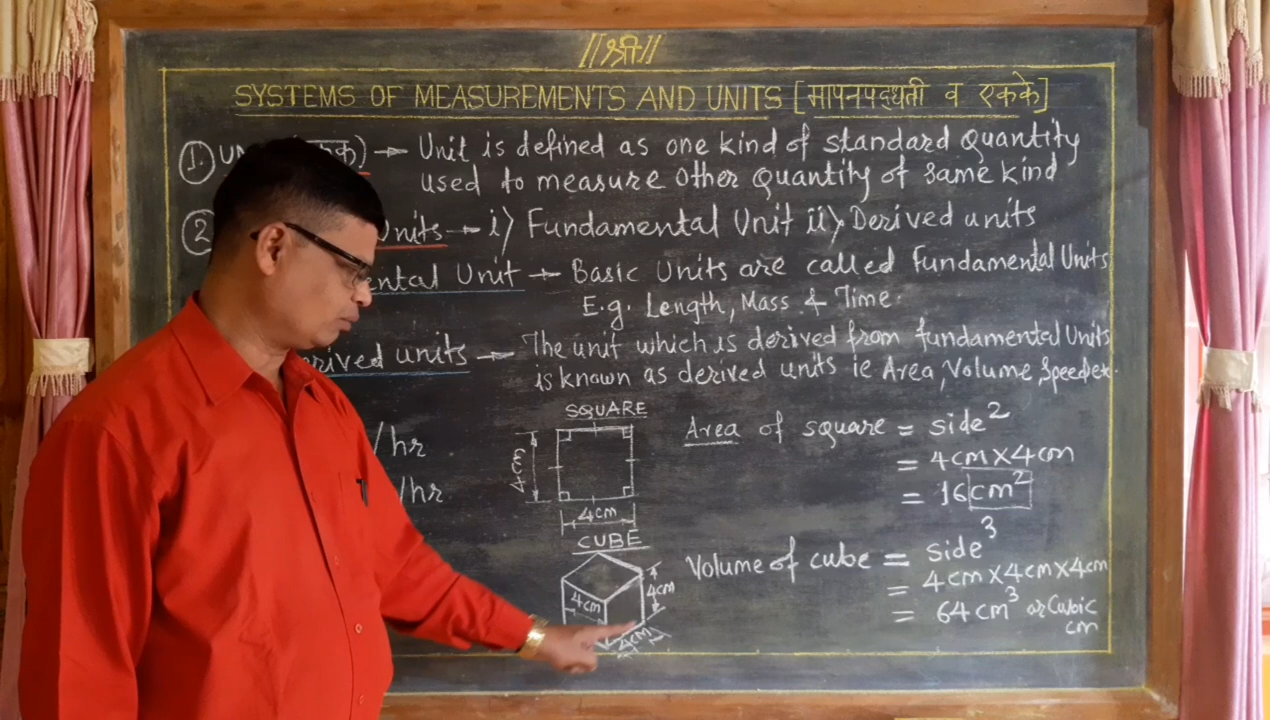 ||श्री||
SYSTEMS OF MEASUREMENTS AND UNITS [मापनपद्धती व एकके]
1. → Unit is defined as one kind of standard Quantity
used to measure other Quantity of same kind
2 Units → i) Fundamental Unit ii) Derived units
Unit → Basic Units are called Fundamental Units
E.g. Length, Mass & Time.
units → The unit which is derived from fundamental Units
is known as derived units ie Area, Volume, Speed etc.
/hr
/hr
SQUARE
4cm
4cm
Area of square = side²
= 4cm X 4cm
= 16 cm²
CUBE
4cm
4cm
4cm
Volume of cube = side³
= 4cm X 4cm X 4cm
= 64 cm³ or Cubic
cm